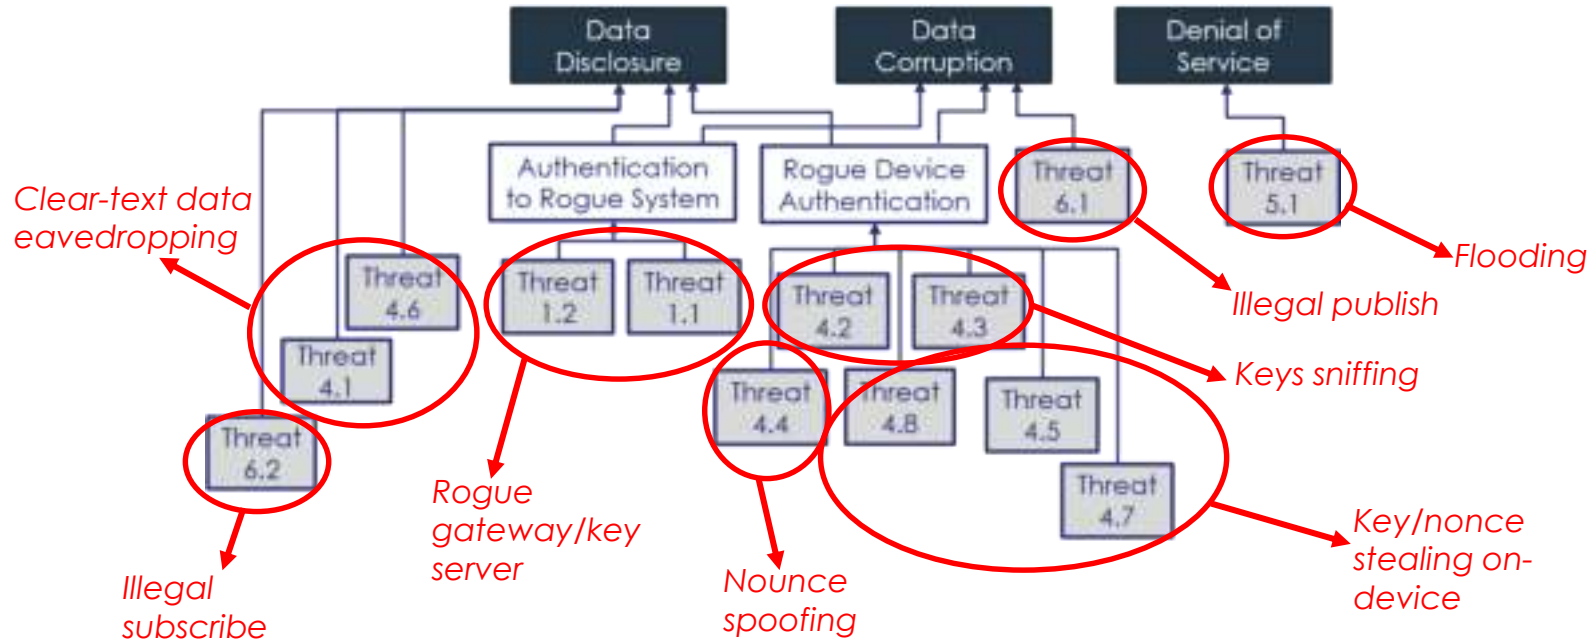 Data
Disclosure
Data
Corruption
Denial of
Service
Authentication
to Rogue System
Rogue Device
Authentication
Threat
6.1
Threat
5.1
Clear-text data
eavedropping
Flooding
Threat
4.6
Threat
1.2
Threat
1.1
Threat
4.2
Threat
4.3
Illegal publish
Threat
4.1
Keys sniffing
Threat
4.4
Threat
4.8
Threat
4.5
Threat
6.2
Threat
4.7
Rogue
gateway/key
server
Key/nonce
stealing on-
device
Illegal
subscribe
Nounce
spoofing